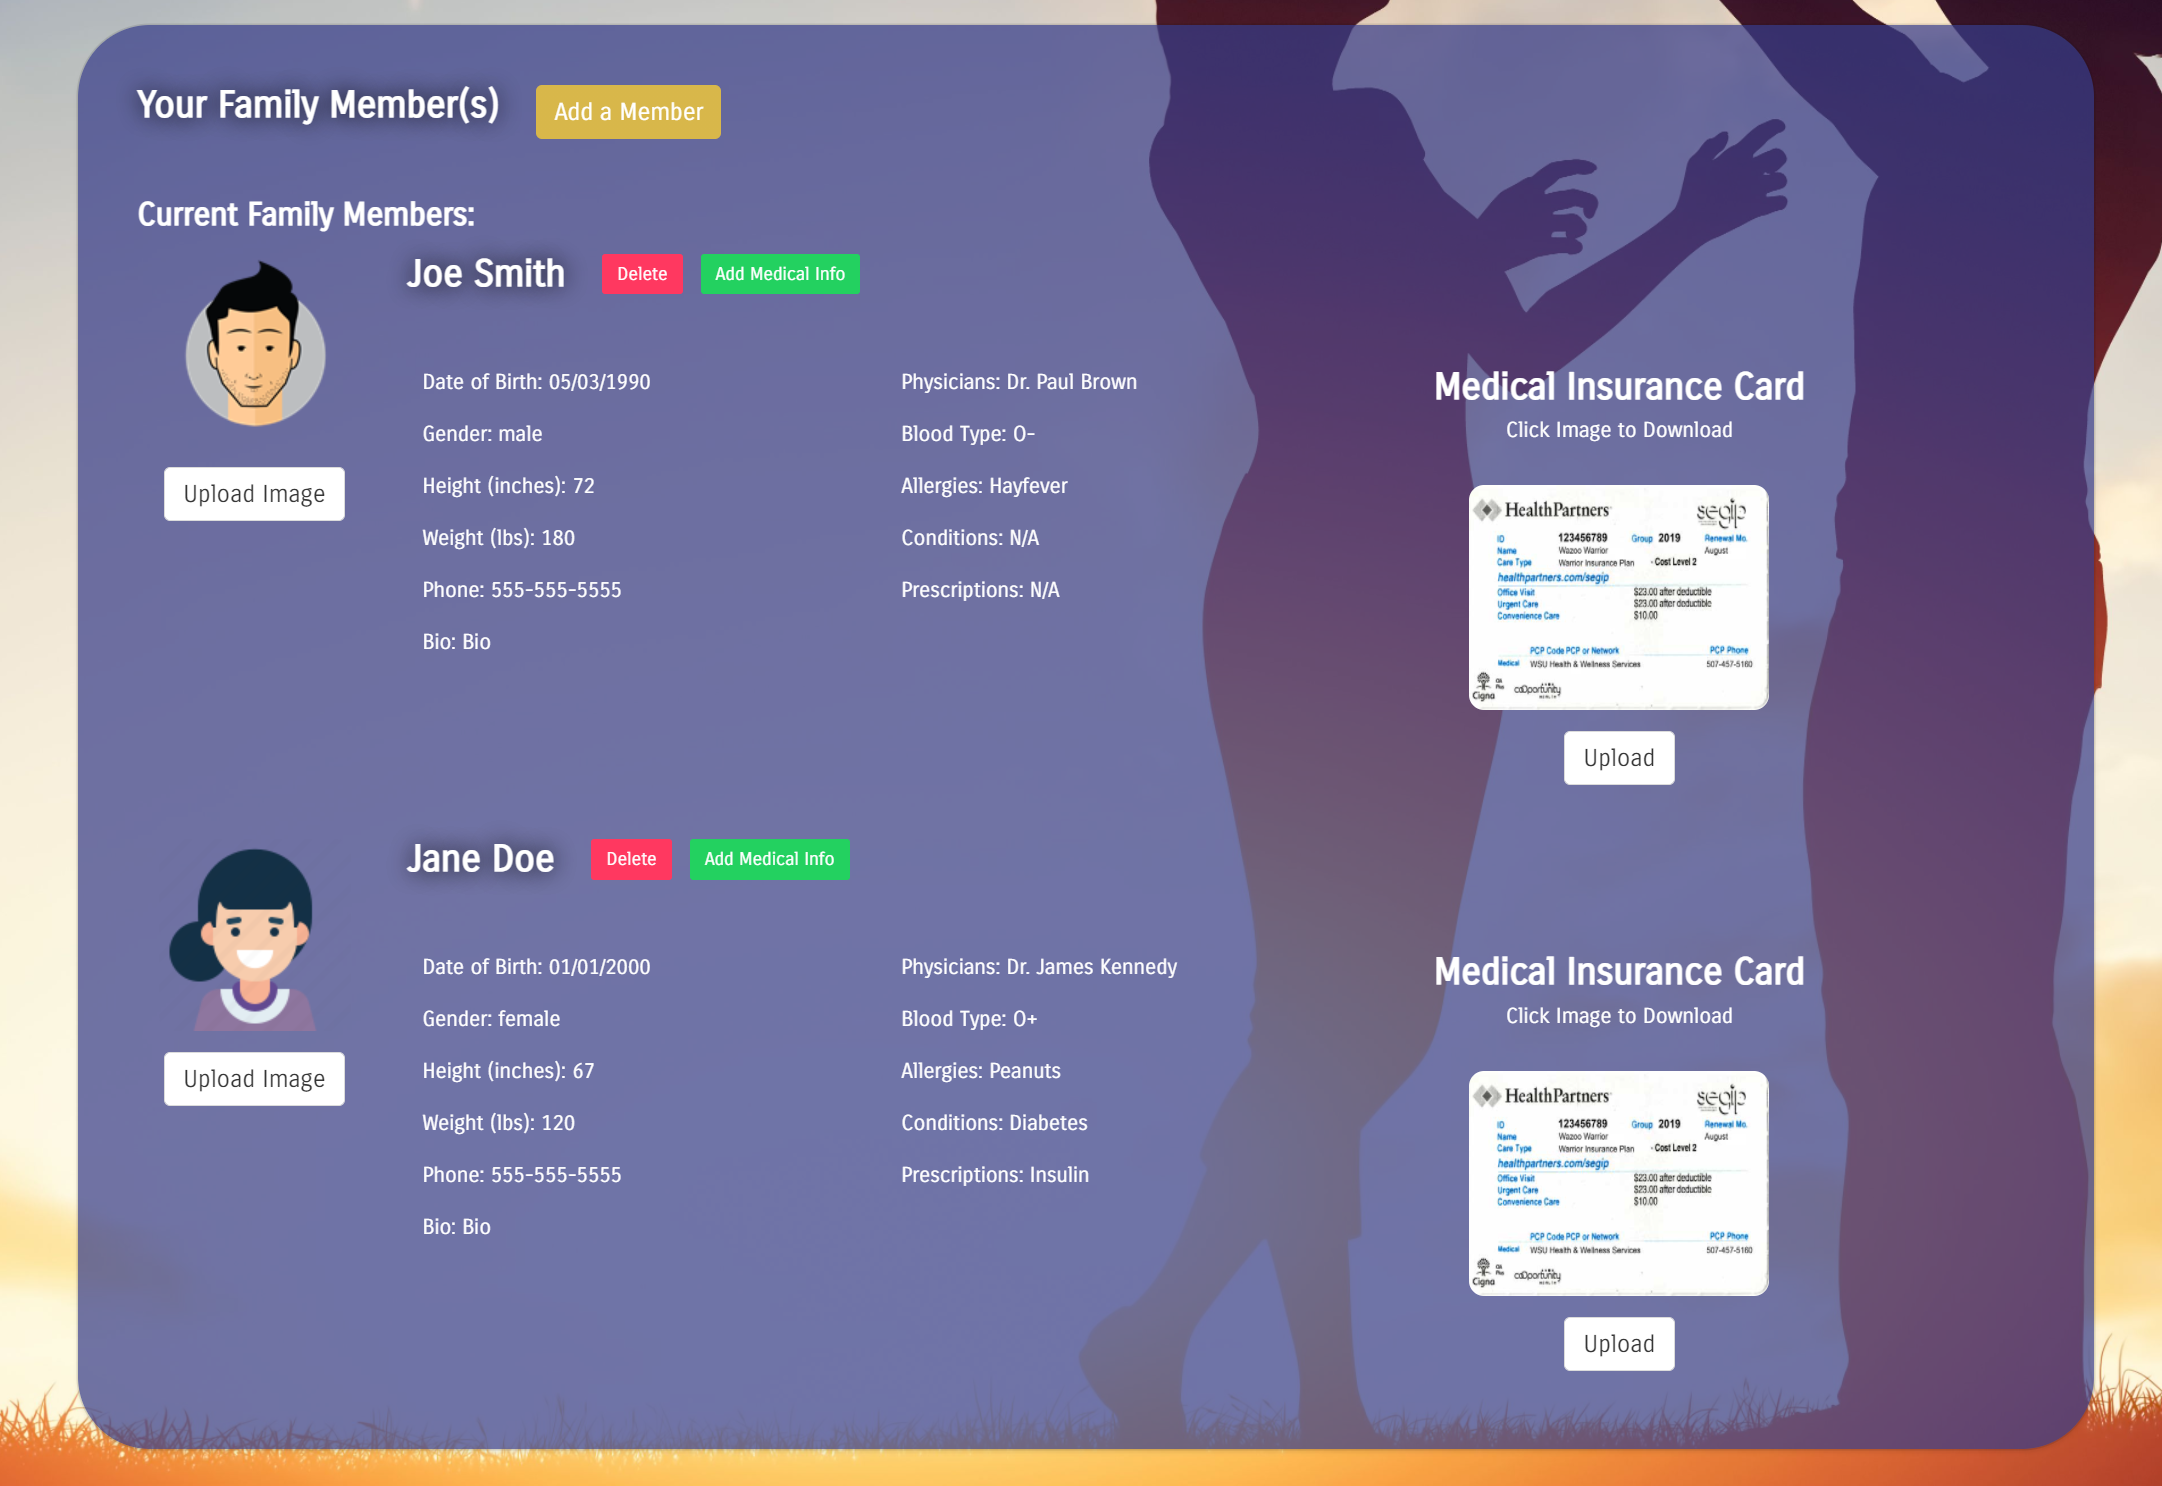 Your Family Member(s)
Add a Member
Current Family Members:
Joe Smith
Delete
Add Medical Info
Upload Image
Date of Birth: 05/03/1990
Gender: male
Height (inches): 72
Weight (lbs): 180
Phone: 555-555-5555
Bio: Bio
Physicians: Dr. Paul Brown
Blood Type: O-
Allergies: Hayfever
Conditions: N/A
Prescriptions: N/A
Medical Insurance Card
Click Image to Download
HealthPartners segip
ID 123456789 Group 2019 Renewal Mo.
Name Wazoo Warrior August
Care Type Warrior Insurance Plan - Cost Level 2
healthpartners.com/segip
Office Visit $23.00 after deductible
Urgent Care $23.00 after deductible
Convenience Care $10.00
PCP Code PCP or Network PCP Phone
Medical WSU Health & Wellness Services 507-457-5160
Cigna
Upload
Jane Doe
Delete
Add Medical Info
Upload Image
Date of Birth: 01/01/2000
Gender: female
Height (inches): 67
Weight (lbs): 120
Phone: 555-555-5555
Bio: Bio
Physicians: Dr. James Kennedy
Blood Type: O+
Allergies: Peanuts
Conditions: Diabetes
Prescriptions: Insulin
Medical Insurance Card
Click Image to Download
HealthPartners segip
ID 123456789 Group 2019 Renewal Mo.
Name Wazoo Warrior August
Care Type Warrior Insurance Plan - Cost Level 2
healthpartners.com/segip
Office Visit $23.00 after deductible
Urgent Care $23.00 after deductible
Convenience Care $10.00
PCP Code PCP or Network PCP Phone
Medical WSU Health & Wellness Services 507-457-5160
Cigna
Upload